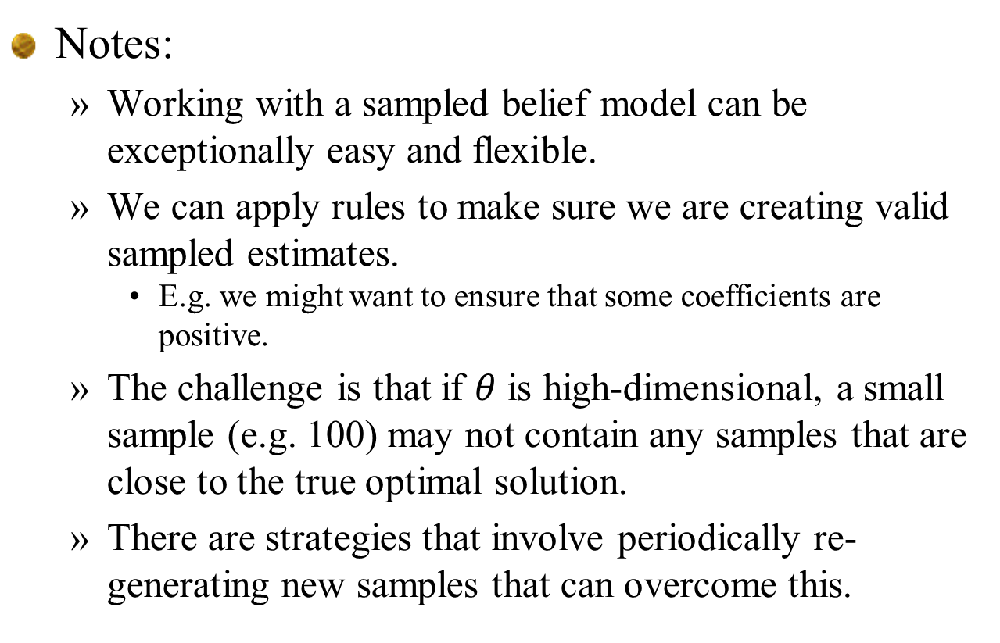 Notes:
» Working with a sampled belief model can be
exceptionally easy and flexible.
» We can apply rules to make sure we are creating valid
sampled estimates.
• E.g. we might want to ensure that some coefficients are
positive.
» The challenge is that if θ is high-dimensional, a small
sample (e.g. 100) may not contain any samples that are
close to the true optimal solution.
» There are strategies that involve periodically re-
generating new samples that can overcome this.